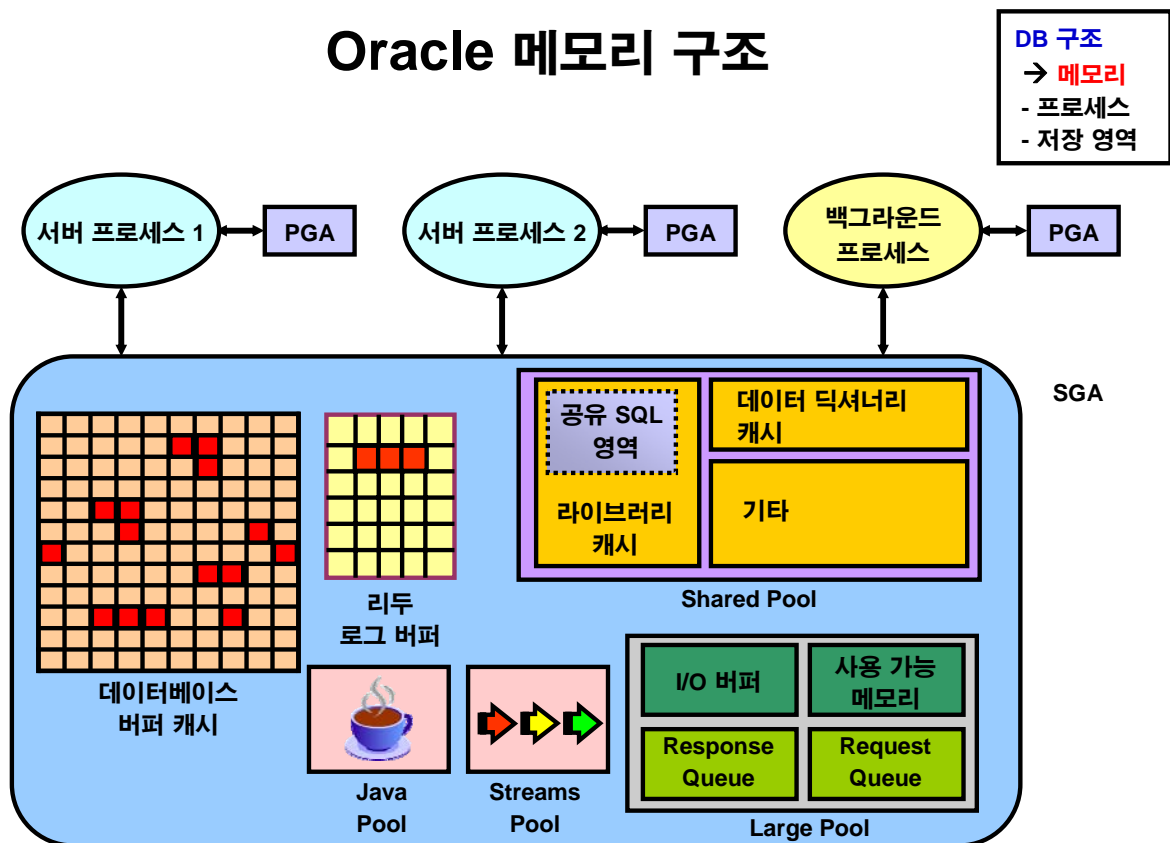 Oracle 메모리 구조
DB 구조
→ 메모리
- 프로세스
- 저장 영역
서버 프로세스 1
PGA
서버 프로세스 2
PGA
백그라운드
프로세스
PGA
SGA
공유 SQL
영역
라이브러리
캐시
데이터 딕셔너리
캐시
기타
Shared Pool
리두
로그 버퍼
데이터베이스
버퍼 캐시
Java
Pool
Streams
Pool
I/O 버퍼
사용 가능
메모리
Response
Queue
Request
Queue
Large Pool